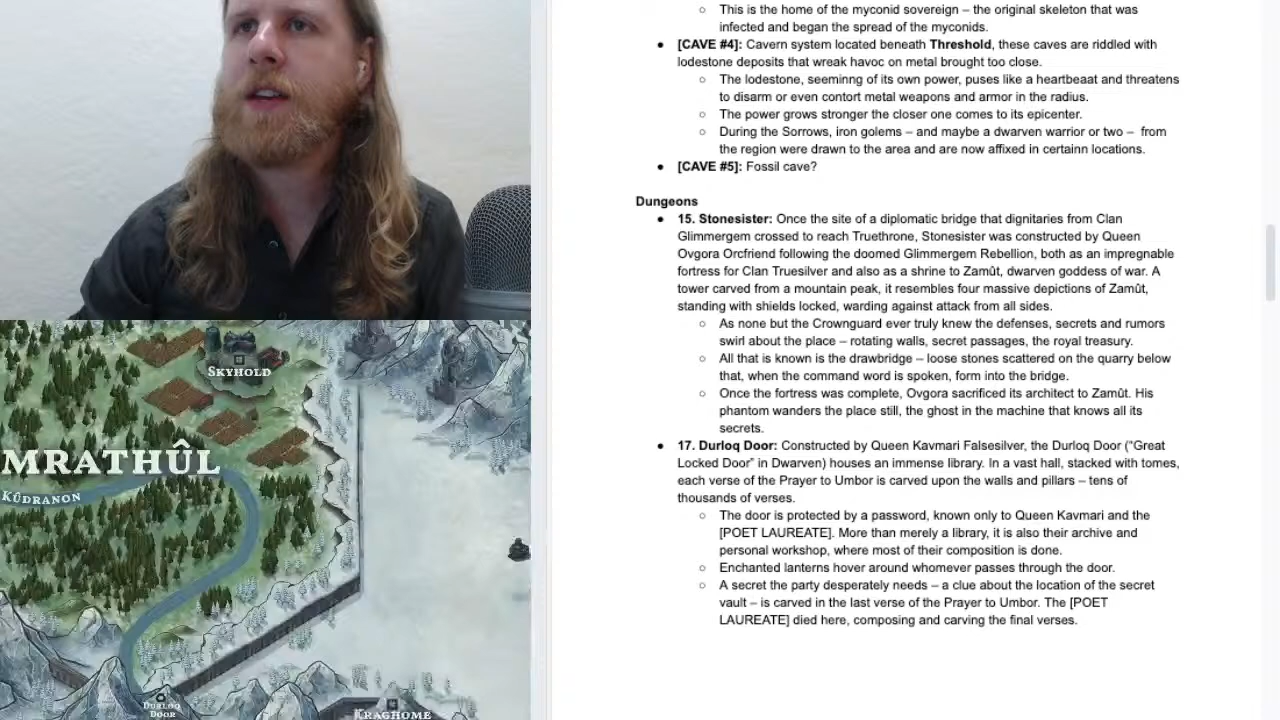 This is the home of the myconid sovereign – the original skeleton that was
infected and began the spread of the myconids.
[CAVE #4]: Cavern system located beneath Threshold, these caves are riddled with
lodestone deposits that wreak havoc on metal brought too close.
The lodestone, seeminng of its own power, puses like a heartbeaat and threatens
to disarm or even contort metal weapons and armor in the radius.
The power grows stronger the closer one comes to its epicenter.
During the Sorrows, iron golems – and maybe a dwarven warrior or two – from
the region were drawn to the area and are now affixed in certainn locations.
[CAVE #5]: Fossil cave?
Dungeons
15. Stonesister: Once the site of a diplomatic bridge that dignitaries from Clan
Glimmergem crossed to reach Truethrone, Stonesister was constructed by Queen
Ovgora Orcfriend following the doomed Glimmergem Rebellion, both as an impregnable
fortress for Clan Truesilver and also as a shrine to Zamût, dwarven goddess of war. A
tower carved from a mountain peak, it resembles four massive depictions of Zamût,
standing with shields locked, warding against attack from all sides.
As none but the Crownguard ever truly knew the defenses, secrets and rumors
swirl about the place – rotating walls, secret passages, the royal treasury.
All that is known is the drawbridge – loose stones scattered on the quarry below
that, when the command word is spoken, form into the bridge.
Once the fortress was complete, Ovgora sacrificed its architect to Zamût. His
phantom wanders the place still, the ghost in the machine that knows all its
secrets.
17. Durloq Door: Constructed by Queen Kavmari Falsesilver, the Durloq Door (“Great
Locked Door” in Dwarven) houses an immense library. In a vast hall, stacked with tomes,
each verse of the Prayer to Umbor is carved upon the walls and pillars – tens of
thousands of verses.
The door is protected by a password, known only to Queen Kavmari and the
[POET LAUREATE]. More than merely a library, it is also their archive and
personal workshop, where most of their composition is done.
Enchanted lanterns hover around whomever passes through the door.
A secret the party desperately needs – a clue about the location of the secret
vault – is carved in the last verse of the Prayer to Umbor. The [POET
LAUREATE] died here, composing and carving the final verses.
SKYHOLD
MRATHÛL
KÛDRANON
DURLOQ
DOOR
KRAGHOME